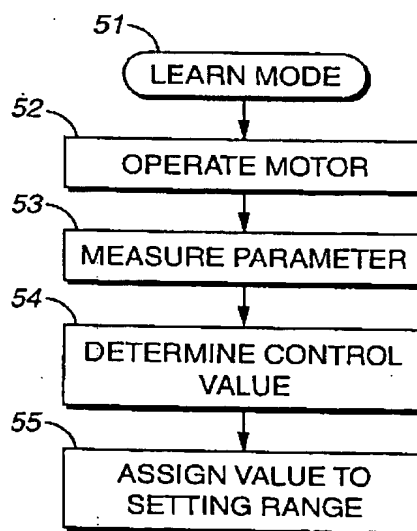 51
LEARN MODE
52
OPERATE MOTOR
53
MEASURE PARAMETER
54
DETERMINE CONTROL
VALUE
55
ASSIGN VALUE TO
SETTING RANGE